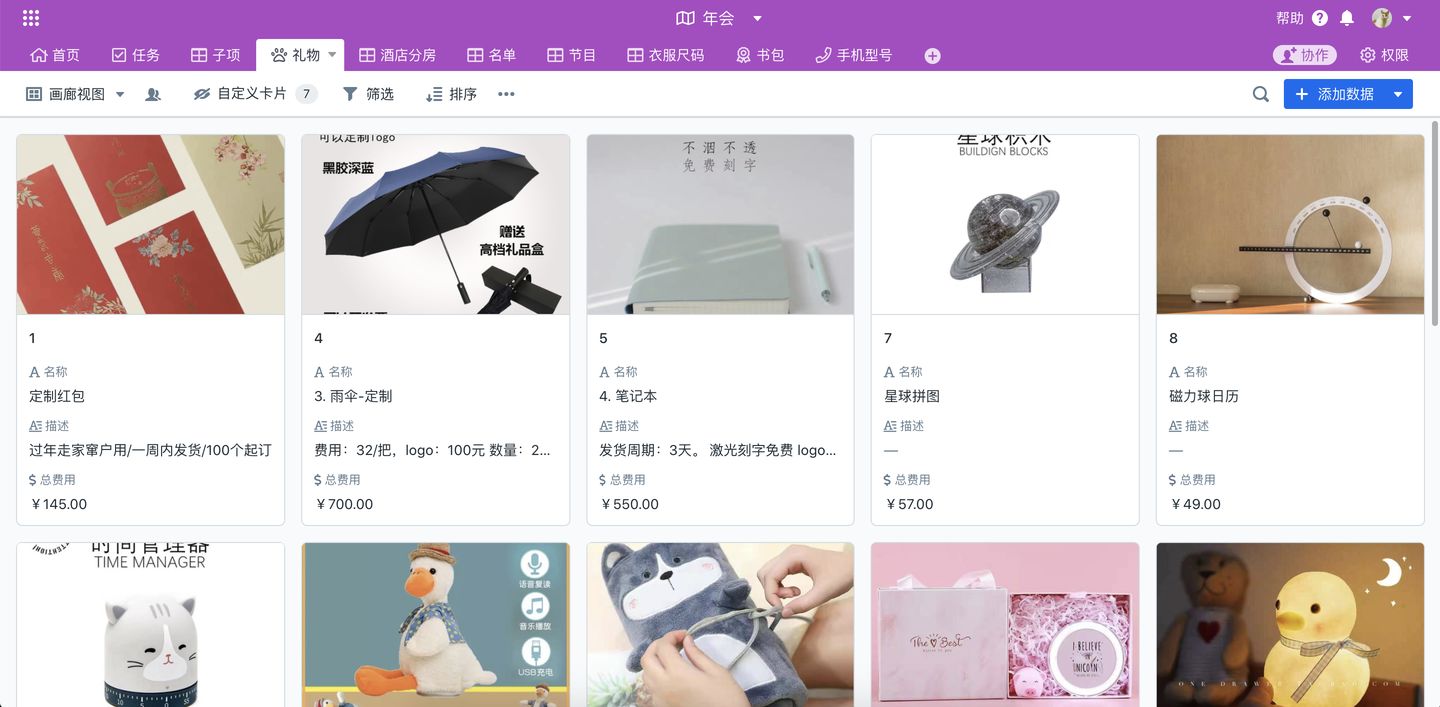 年会
帮助
首页
任务
子项
礼物
酒店分房
名单
节目
衣服尺码
书包
手机型号
协作
权限
画廊视图
自定义卡片 7
筛选
排序
添加数据
可以定制logo
黑胶深蓝
赠送
高档礼品盒
不洇不透
免费刻字
星球积木
BUILDIGN BLOCKS
1
名称
定制红包
描述
过年走家窜户用/一周内发货/100个起订
总费用
¥145.00
4
名称
3. 雨伞-定制
描述
费用：32/把，logo：100元 数量：2...
总费用
¥700.00
5
名称
4. 笔记本
描述
发货周期：3天。 激光刻字免费 logo...
总费用
¥550.00
7
名称
星球拼图
描述
—
总费用
¥57.00
8
名称
磁力球日历
描述
—
总费用
¥49.00
时间管理器
TIME MANAGER
语音复读
音乐播放
USB充电
The Best
I BELIEVE
IN
UNICORN